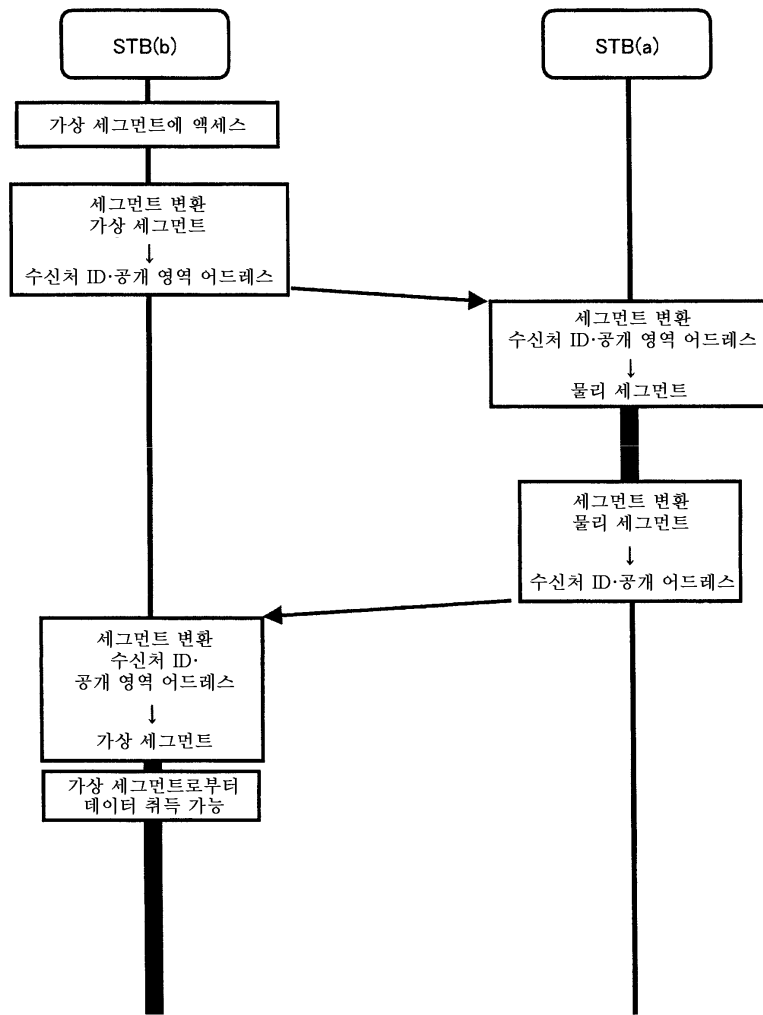 STB(b)
STB(a)
가상 세그먼트에 액세스
세그먼트 변환
가상 세그먼트
↓
수신처 ID·공개 영역 어드레스
세그먼트 변환
수신처 ID·공개 영역 어드레스
↓
물리 세그먼트
세그먼트 변환
물리 세그먼트
↓
수신처 ID·공개 어드레스
세그먼트 변환
수신처 ID·
공개 영역 어드레스
↓
가상 세그먼트
가상 세그먼트로부터
데이터 취득 가능